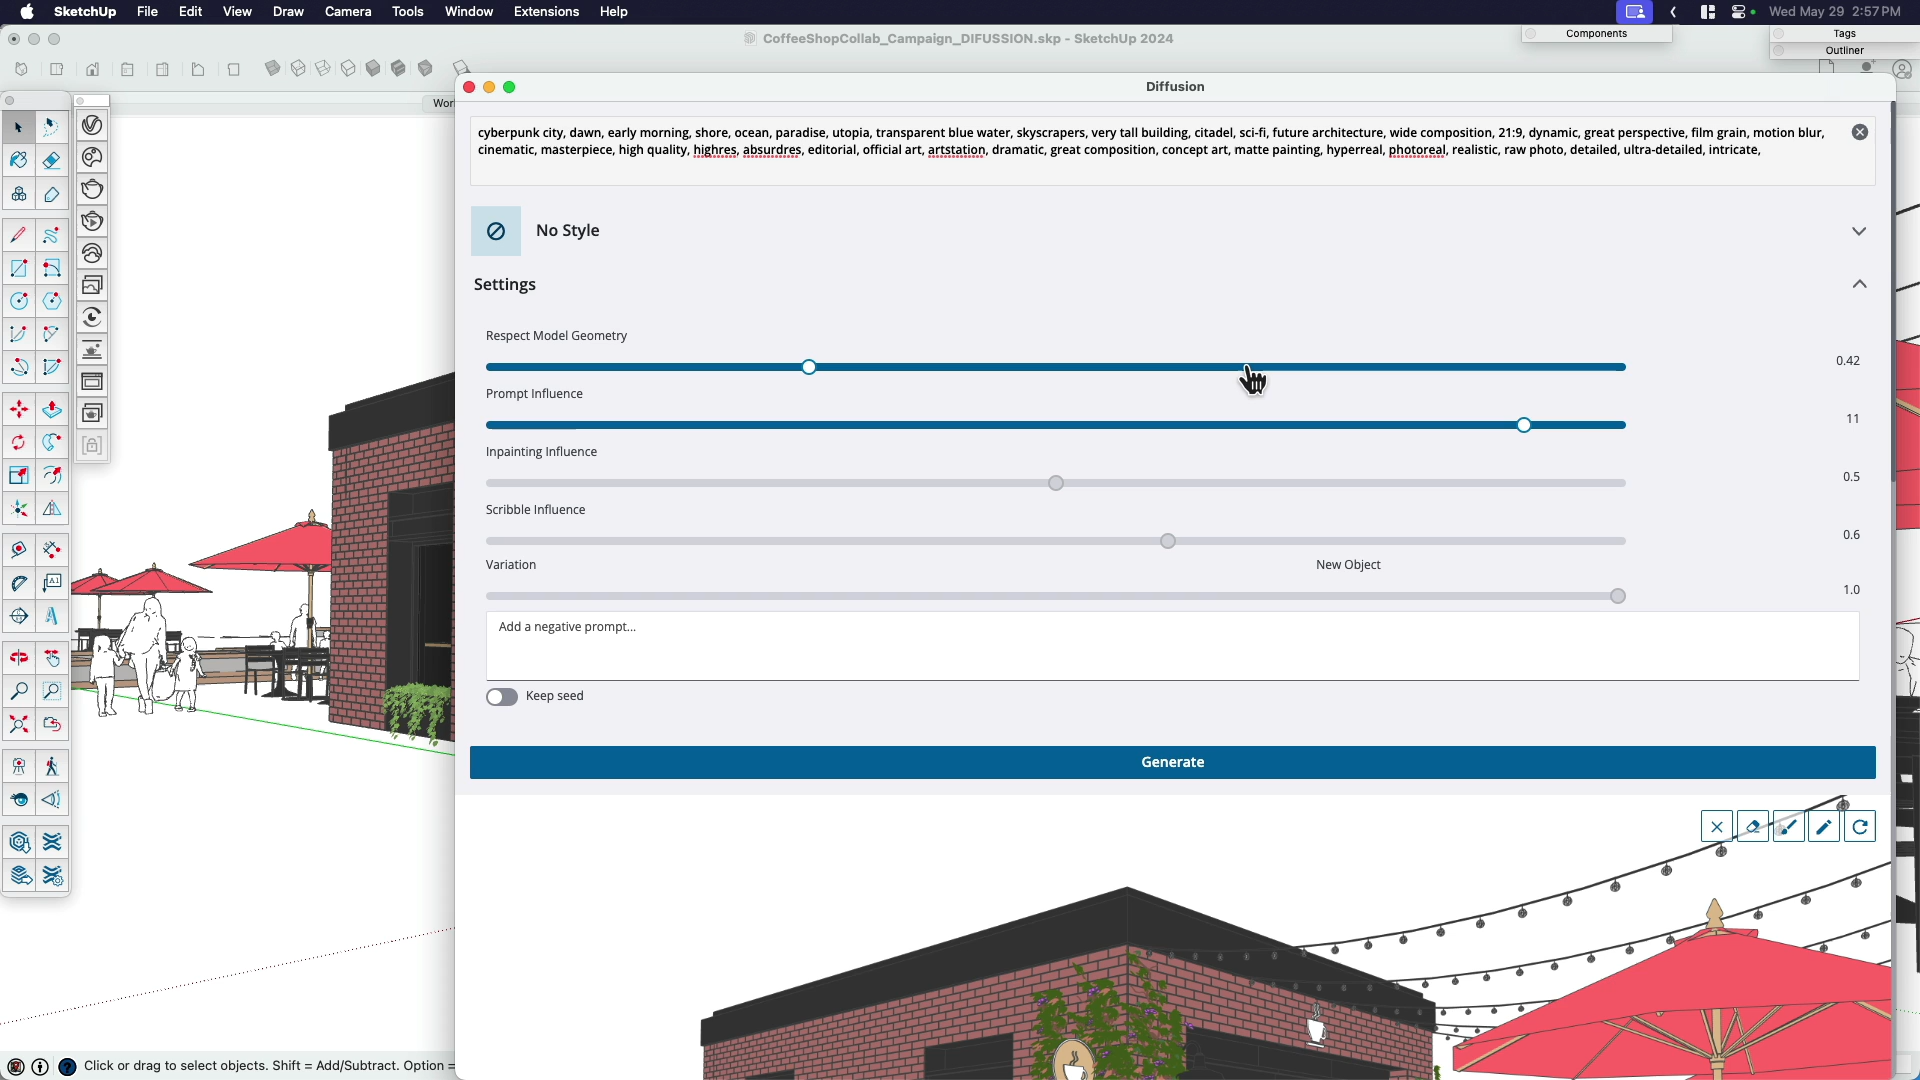 SketchUp File Edit View Draw Camera Tools Window Extensions Help
Wed May 29 2:57 PM
CoffeeShopCollab_Campaign_DIFUSSION.skp - SketchUp 2024
Components
Tags
Outliner
Wor
Diffusion
cyberpunk city, dawn, early morning, shore, ocean, paradise, utopia, transparent blue water, skyscrapers, very tall building, citadel, sci-fi, future architecture, wide composition, 21:9, dynamic, great perspective, film grain, motion blur,
cinematic, masterpiece, high quality, highres, absurdres, editorial, official art, artstation, dramatic, great composition, concept art, matte painting, hyperreal, photoreal, realistic, raw photo, detailed, ultra-detailed, intricate,
No Style
Settings
Respect Model Geometry
0.42
Prompt Influence
11
Inpainting Influence
0.5
Scribble Influence
0.6
Variation New Object
1.0
Add a negative prompt...
Keep seed
Generate
Click or drag to select objects. Shift = Add/Subtract. Option =